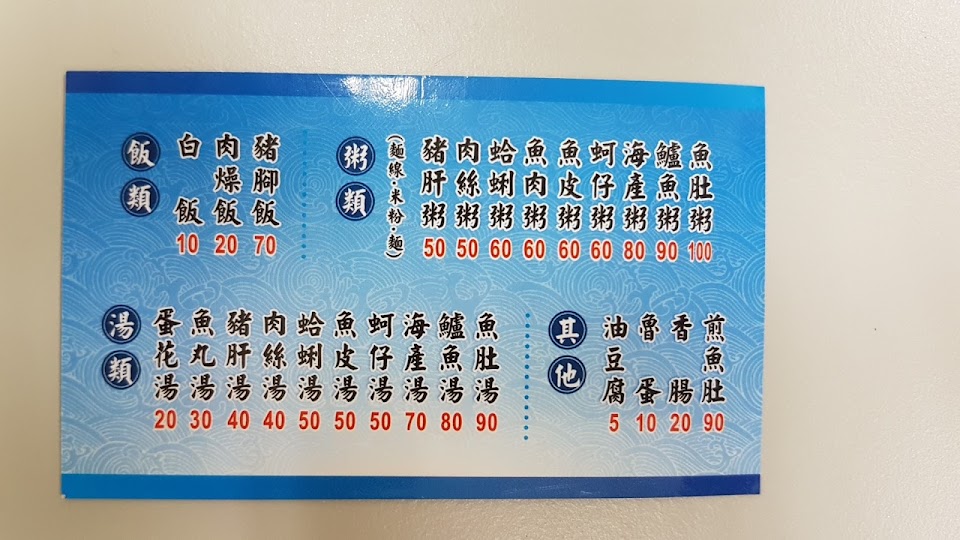 飯類
白飯 10
肉燥飯 20
豬腳飯 70
粥類
(麵線·米粉·麵)
豬肝粥 50
肉絲粥 50
蛤蜊粥 60
魚肉粥 60
魚皮粥 60
蚵仔粥 60
海產粥 80
鱸魚粥 90
魚肚粥 100
湯類
蛋花湯 20
魚丸湯 30
豬肝湯 40
肉絲湯 40
蛤蜊湯 50
魚皮湯 50
蚵仔湯 50
海產湯 70
鱸魚湯 80
魚肚湯 90
其他
油豆腐 5
魯蛋 10
香腸 20
煎魚肚 90